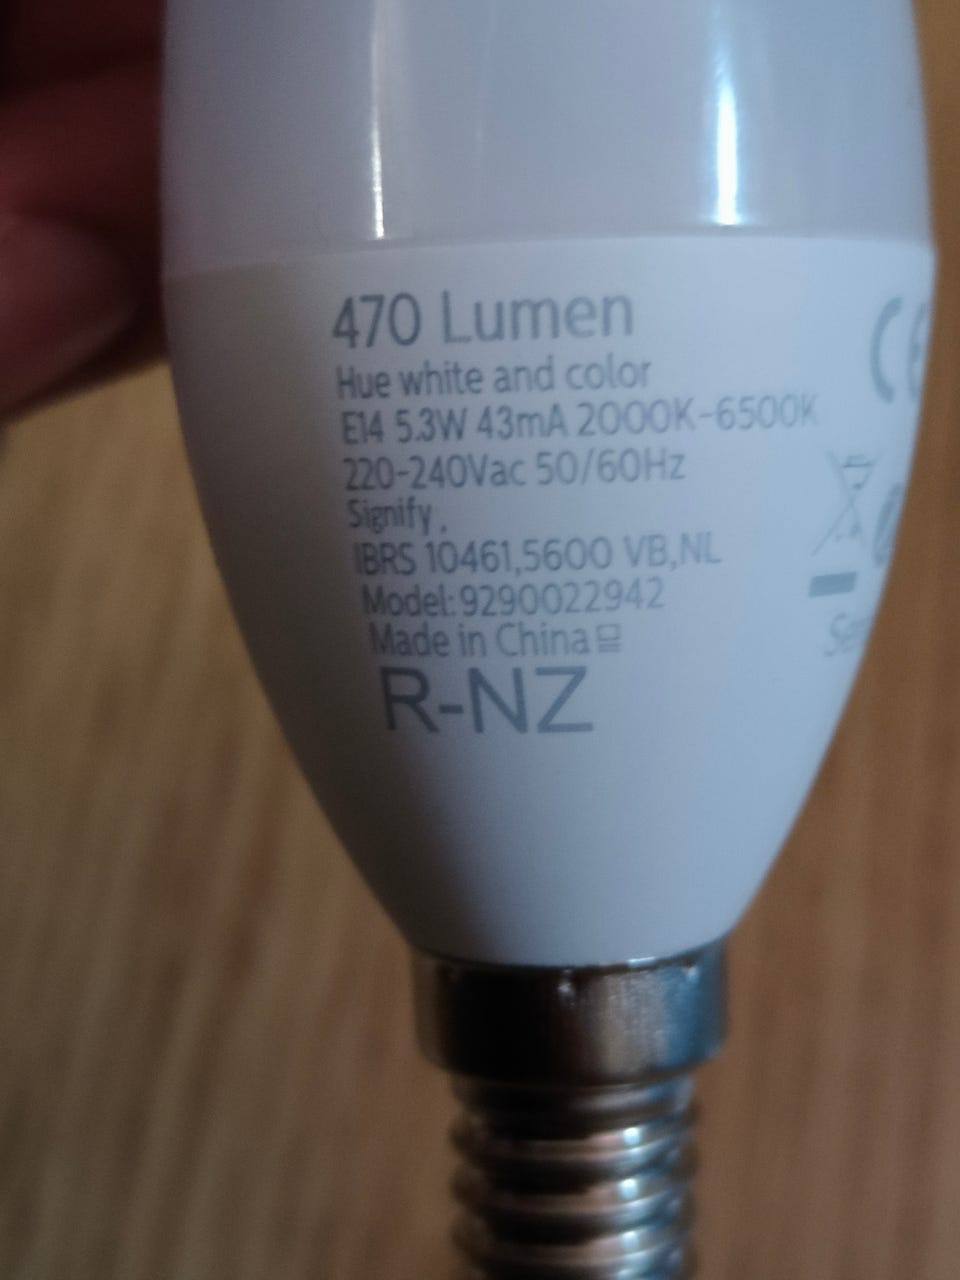 470 Lumen
Hue white and color
E14 5.3W 43mA 2000K-6500K
220-240Vac 50/60Hz
Signify.
IBRS 10461,5600 VB,NL
Model:9290022942
Made in China
R-NZ
CE